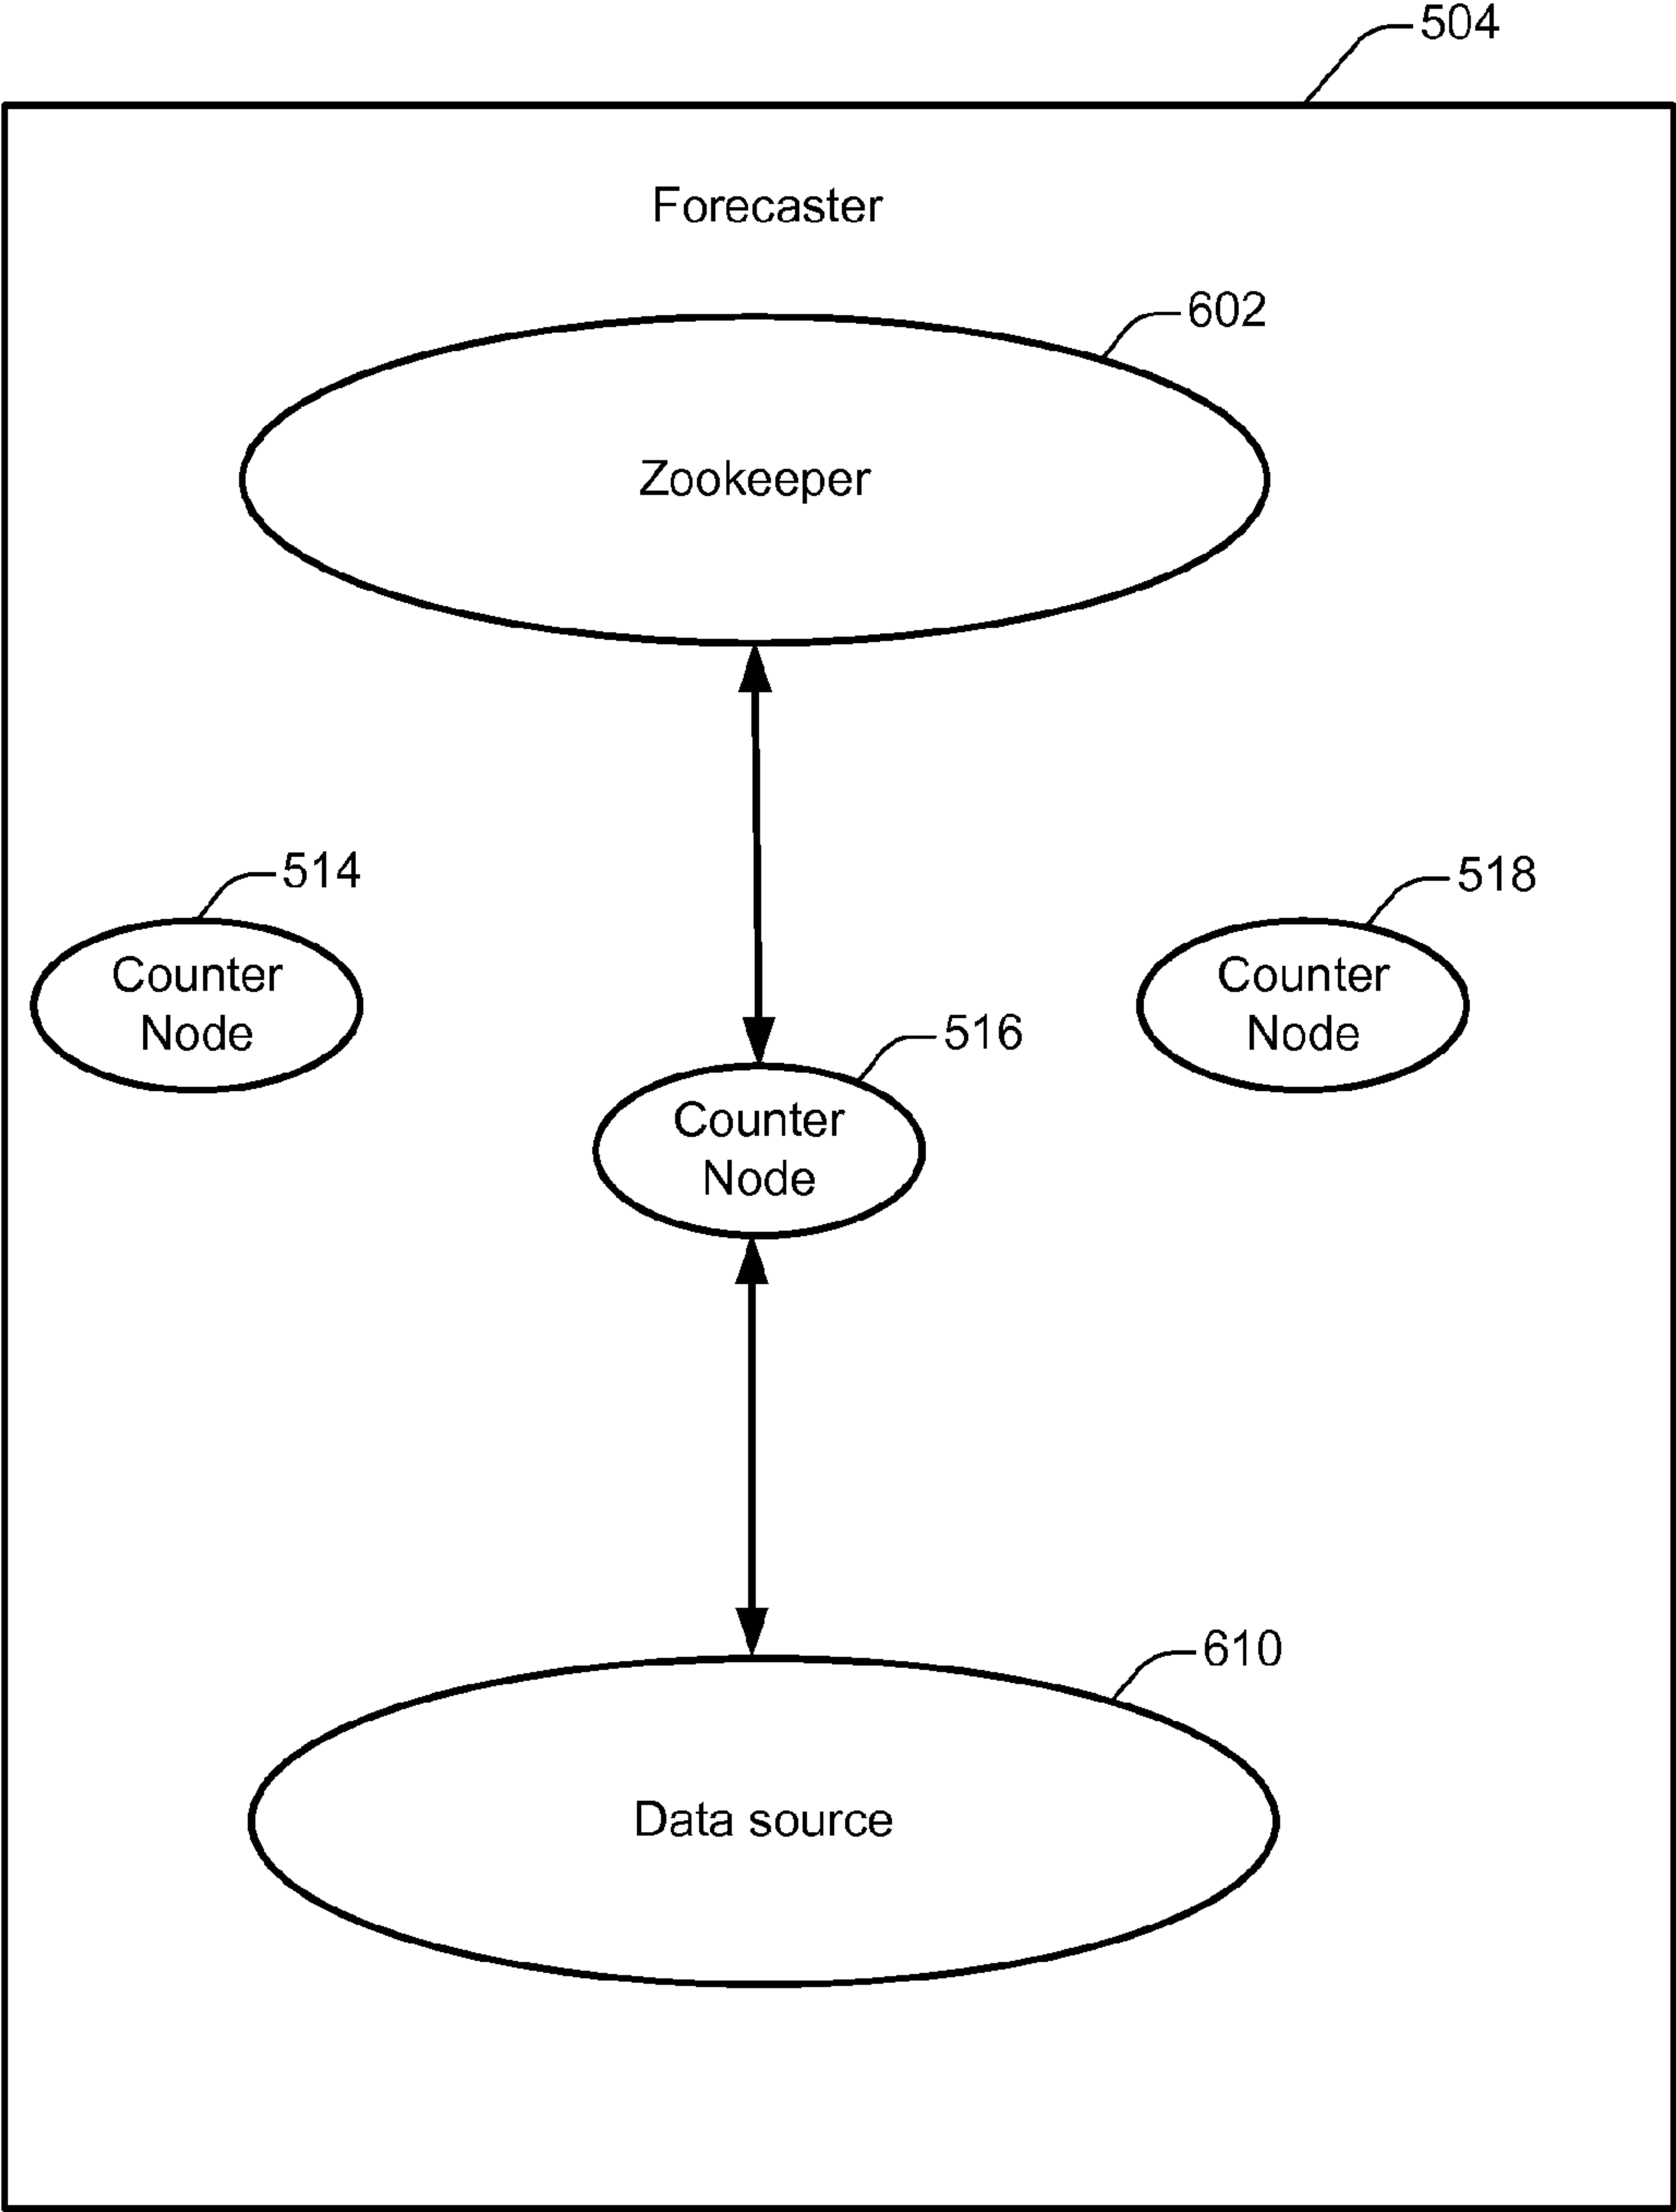 504
Forecaster
602
Zookeeper
514
518
Counter
Node
Counter
Node
516
Counter
Node
610
Data source